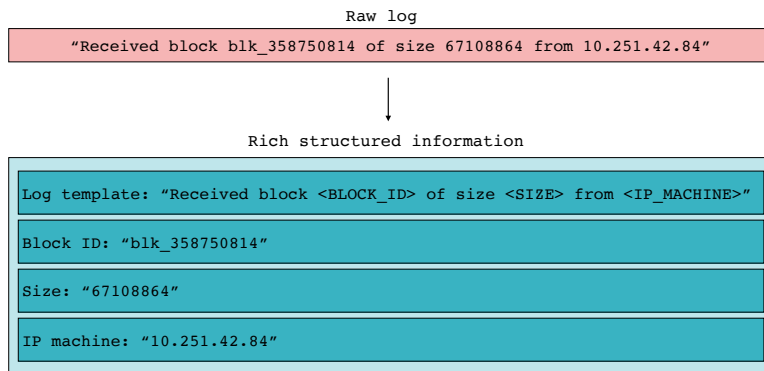 Raw log
“Received block blk_358750814 of size 67108864 from 10.251.42.84”
Rich structured information
Log template: “Received block <BLOCK_ID> of size <SIZE> from <IP_MACHINE>”
Block ID: “blk_358750814”
Size: “67108864”
IP machine: “10.251.42.84”